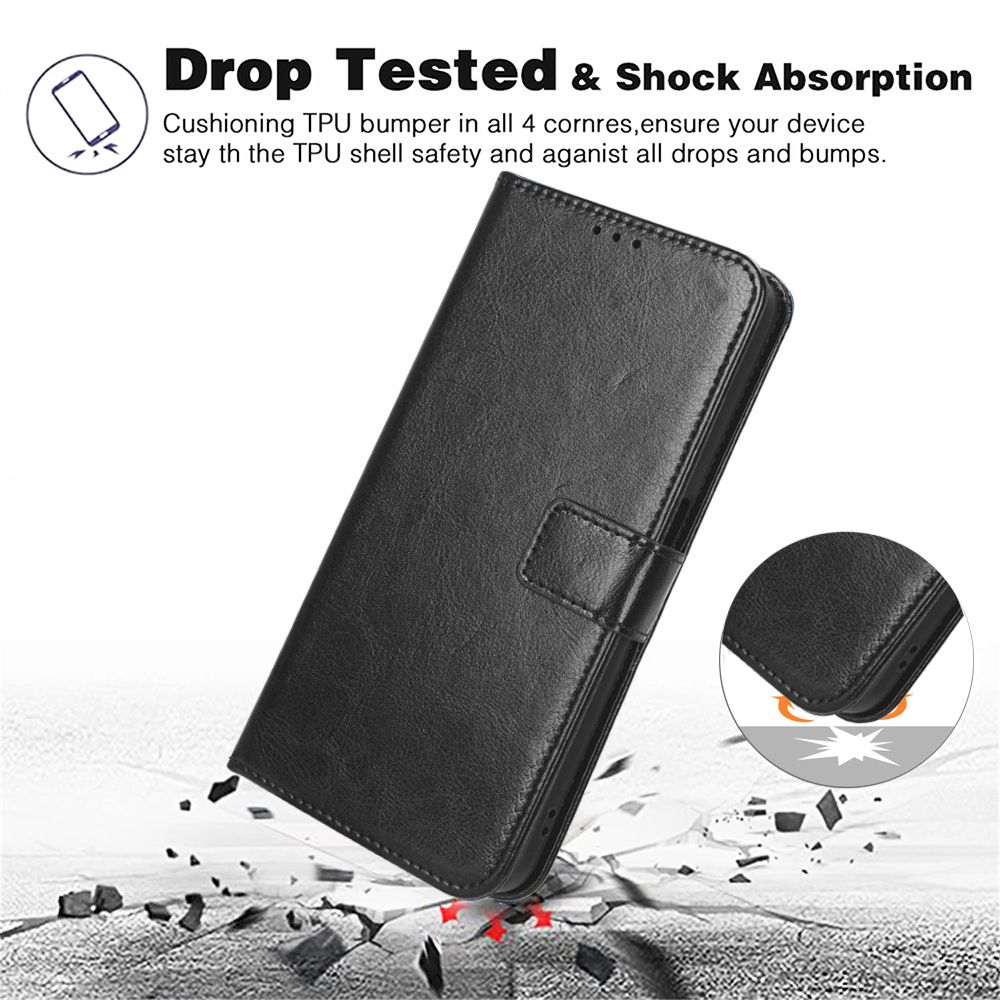 Drop Tested & Shock Absorption
Cushioning TPU bumper in all 4 cornres,ensure your device
stay th the TPU shell safety and aganist all drops and bumps.